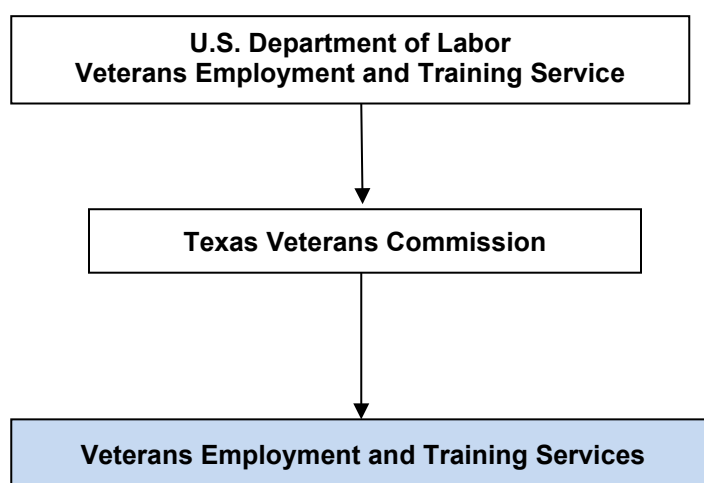 U.S. Department of Labor
Veterans Employment and Training Service
Texas Veterans Commission
Veterans Employment and Training Services